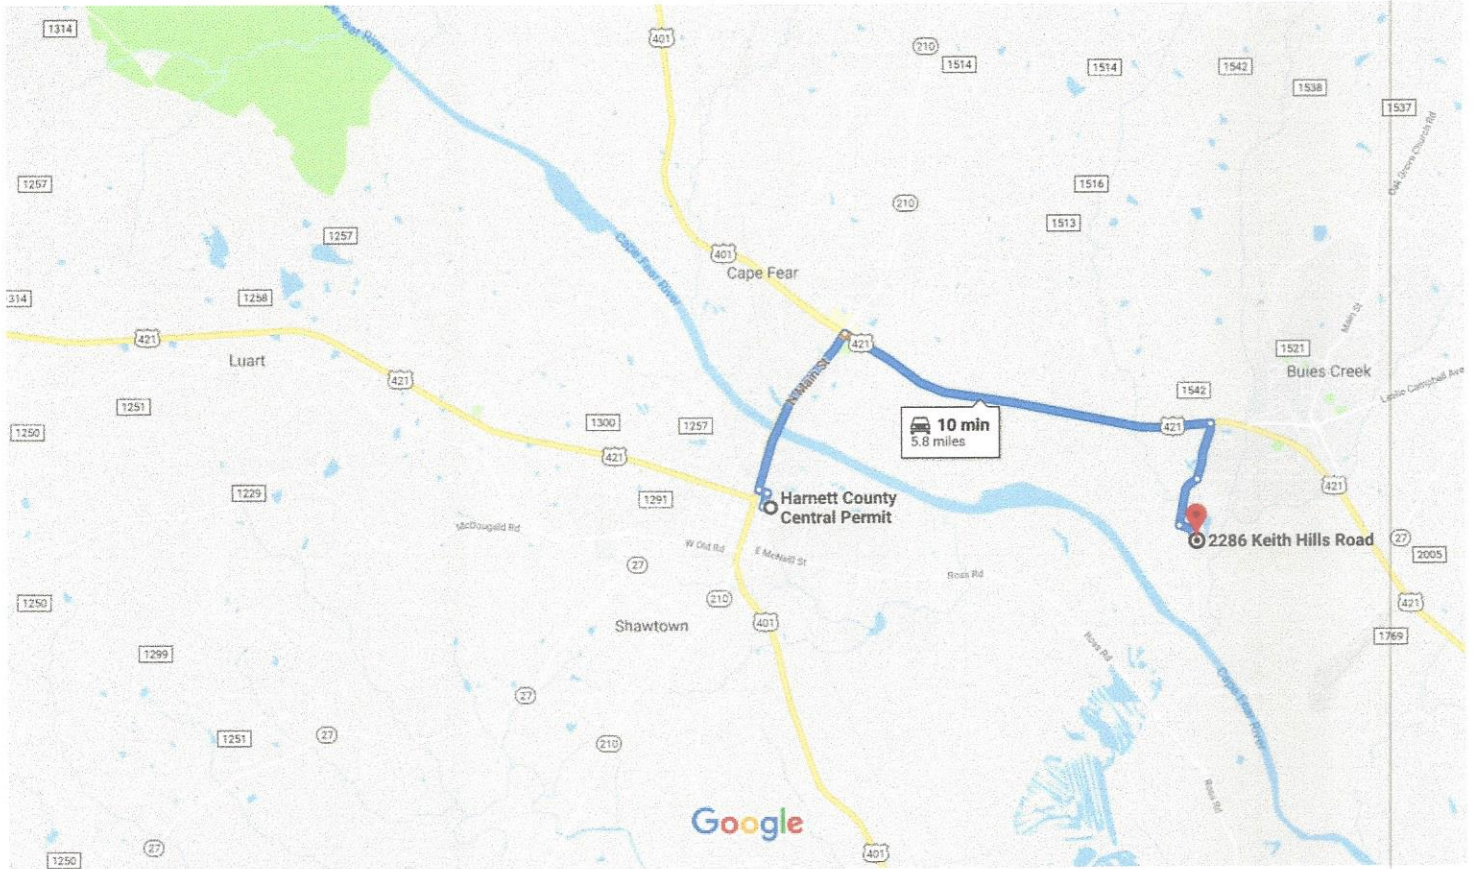 1314
Cape Fear River
401
210
1514
1514
1542
1538
1537
Oak Grove Church Rd
1257
1516
210
1513
1257
Cape Fear River
401
Cape Fear
314
1258
421
Luart
421
N Main St
421
Main St
1521
Buies Creek
1542
Leslie Campbell Ave
1251
1250
1300
1257
421
10 min
5.8 miles
421
421
1229
1291
Harnett County
Central Permit
McDougald Rd
W Old Rd
E McNeill St
27
Ross Rd
2286 Keith Hills Road
27
2005
1250
210
401
Shawtown
421
1769
1299
Ross Rd
27
Cape Fear River
1251
27
210
Ross Rd
Google
1250
27
401